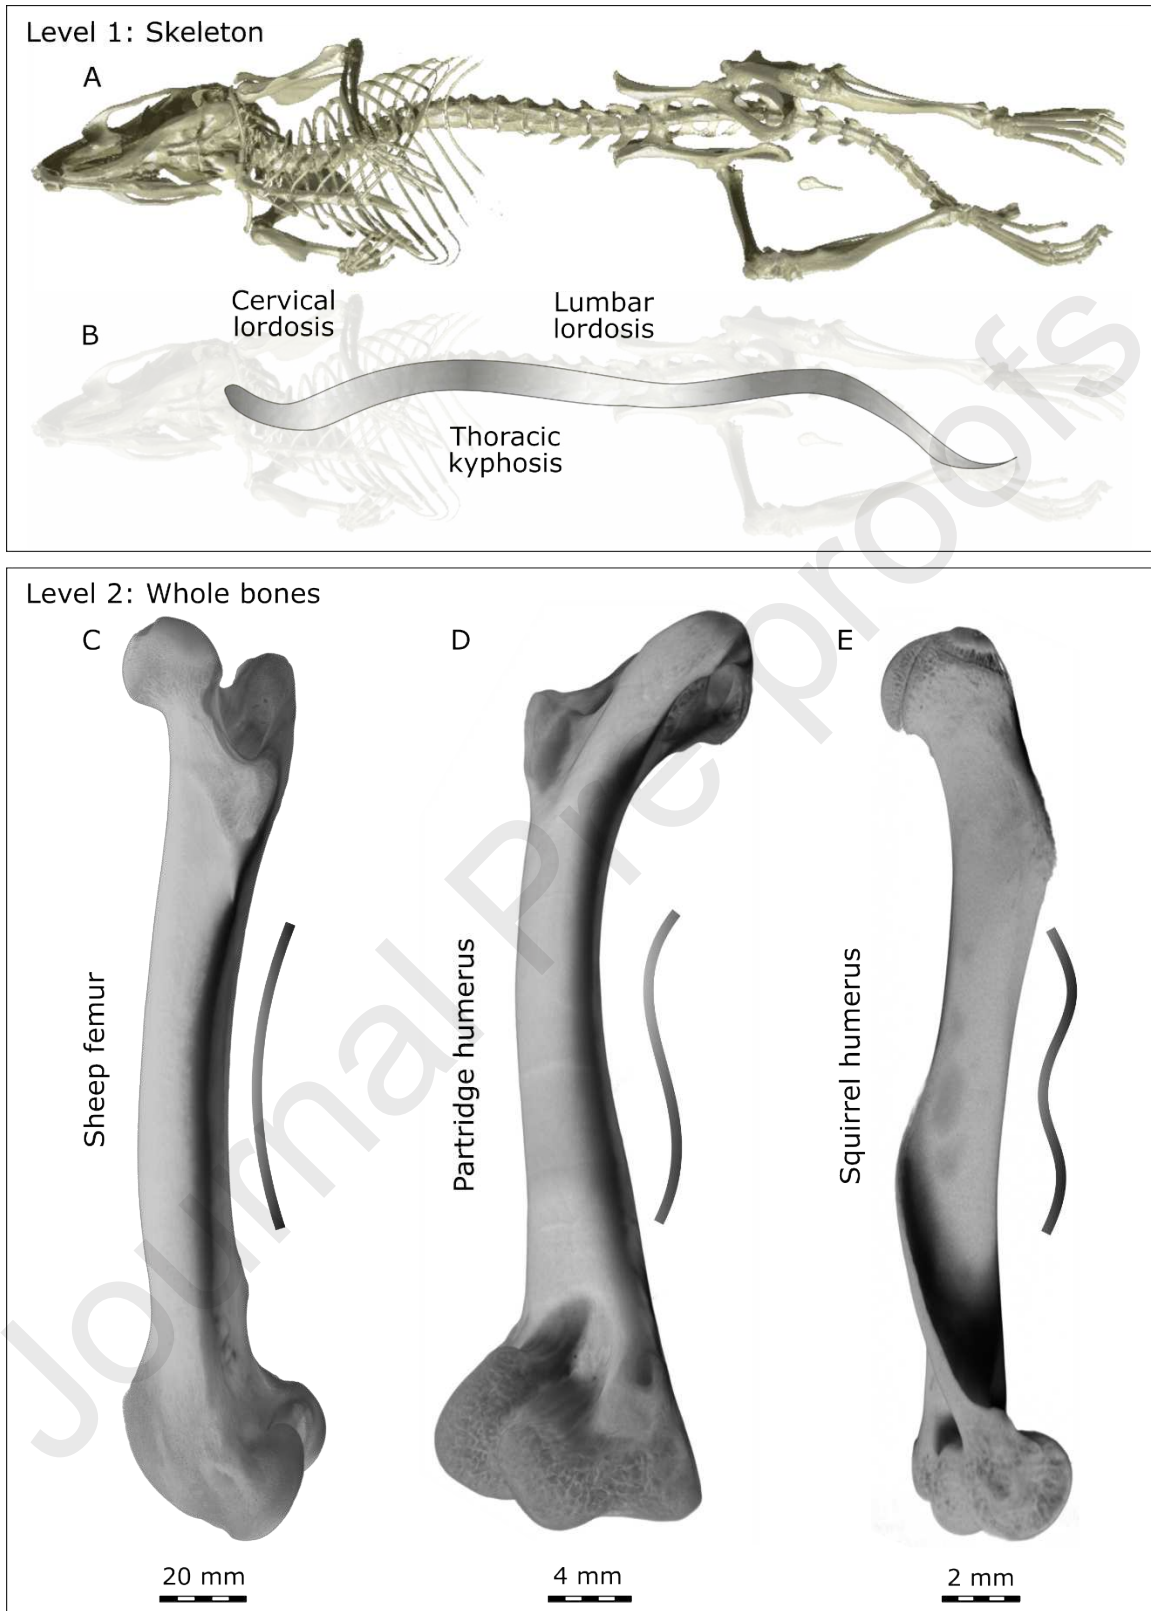 Level 1: Skeleton
A
Cervical
lordosis
Lumbar
lordosis
B
Thoracic
kyphosis
Level 2: Whole bones
C
D
E
Sheep femur
Partridge humerus
Squirrel humerus
20 mm
4 mm
2 mm
Journal Pre-proofs